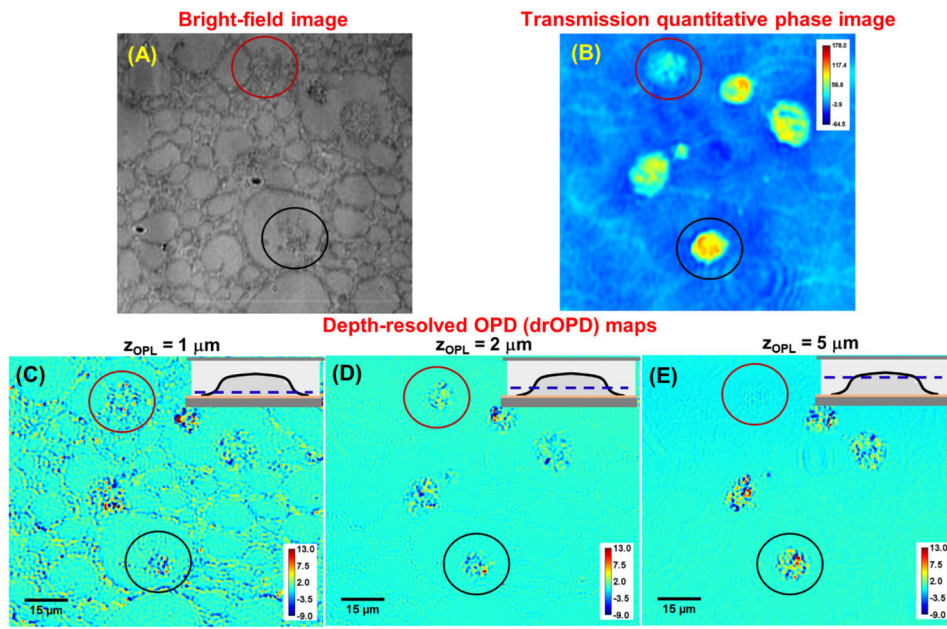 Bright-field image
Transmission quantitative phase image
(A)
(B)
178.0
117.4
56.8
-3.9
-64.5
Depth-resolved OPD (drOPD) maps
zOPL = 1 μm
zOPL = 2 μm
zOPL = 5 μm
(C)
(D)
(E)
13.0
7.5
2.0
-3.5
-9.0
15 μm
13.0
7.5
2.0
-3.5
-9.0
15 μm
13.0
7.5
2.0
-3.5
-9.0
15 μm